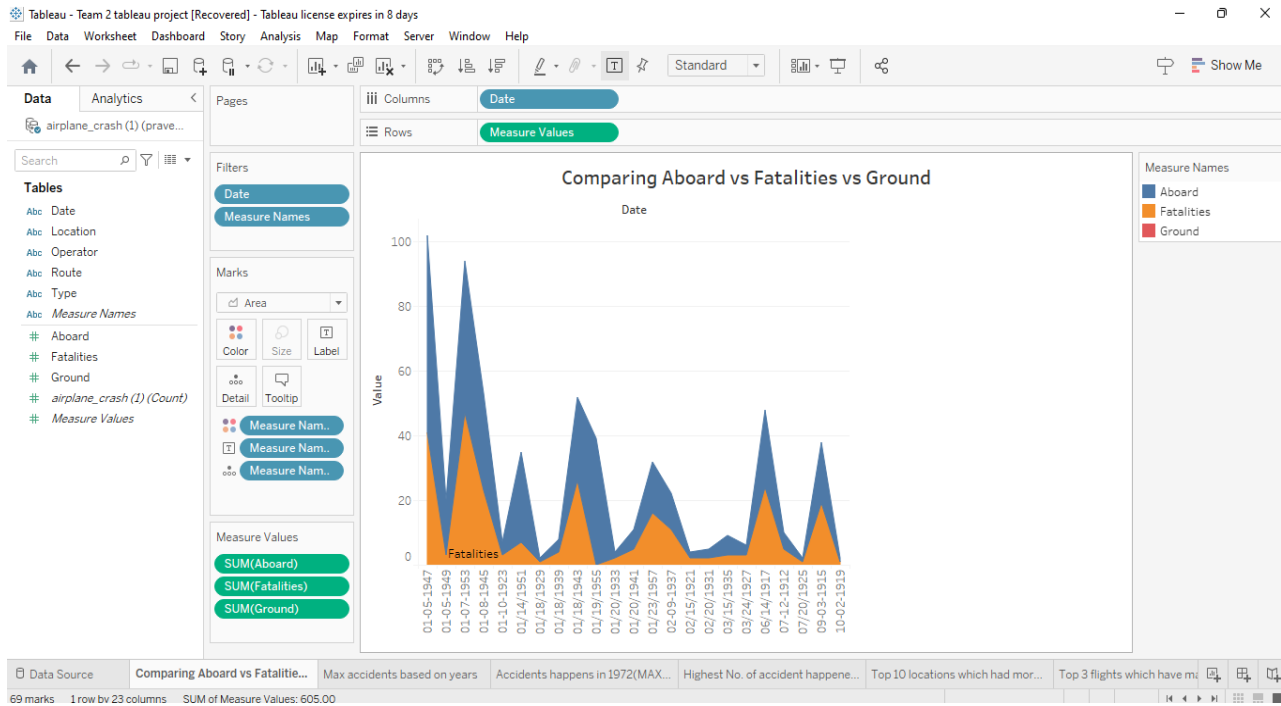 Tableau - Team 2 tableau project [Recovered] - Tableau license expires in 8 days
File Data Worksheet Dashboard Story Analysis Map Format Server Window Help
Standard
Show Me
Data Analytics
airplane_crash (1) (prave...
Search
Tables
Abc Date
Abc Location
Abc Operator
Abc Route
Abc Type
Abc Measure Names
# Aboard
# Fatalities
# Ground
# airplane_crash (1) (Count)
# Measure Values
Pages
Filters
Date
Measure Names
Marks
Area
Color Size Label
Detail Tooltip
Measure Nam..
Measure Nam..
Measure Nam..
Measure Values
SUM(Aboard)
SUM(Fatalities)
SUM(Ground)
Columns Date
Rows Measure Values
Comparing Aboard vs Fatalities vs Ground
Date
Value
100
80
60
40
20
0
Fatalities
01-05-1947
01-05-1949
01-07-1953
01-08-1945
01-10-1923
01/14/1951
01/18/1929
01/18/1939
01/18/1943
01/19/1955
01/20/1933
01/20/1941
01/23/1957
02-09-1937
02/15/1921
02/20/1931
03/15/1935
03/24/1927
06/14/1917
07-12-1912
07/20/1925
09-03-1915
10-02-1919
Measure Names
Aboard
Fatalities
Ground
Data Source Comparing Aboard vs Fatalitie... Max accidents based on years Accidents happens in 1972(MAX... Highest No. of accident happene... Top 10 locations which had mor... Top 3 flights which have ma
69 marks 1 row by 23 columns SUM of Measure Values: 605.00